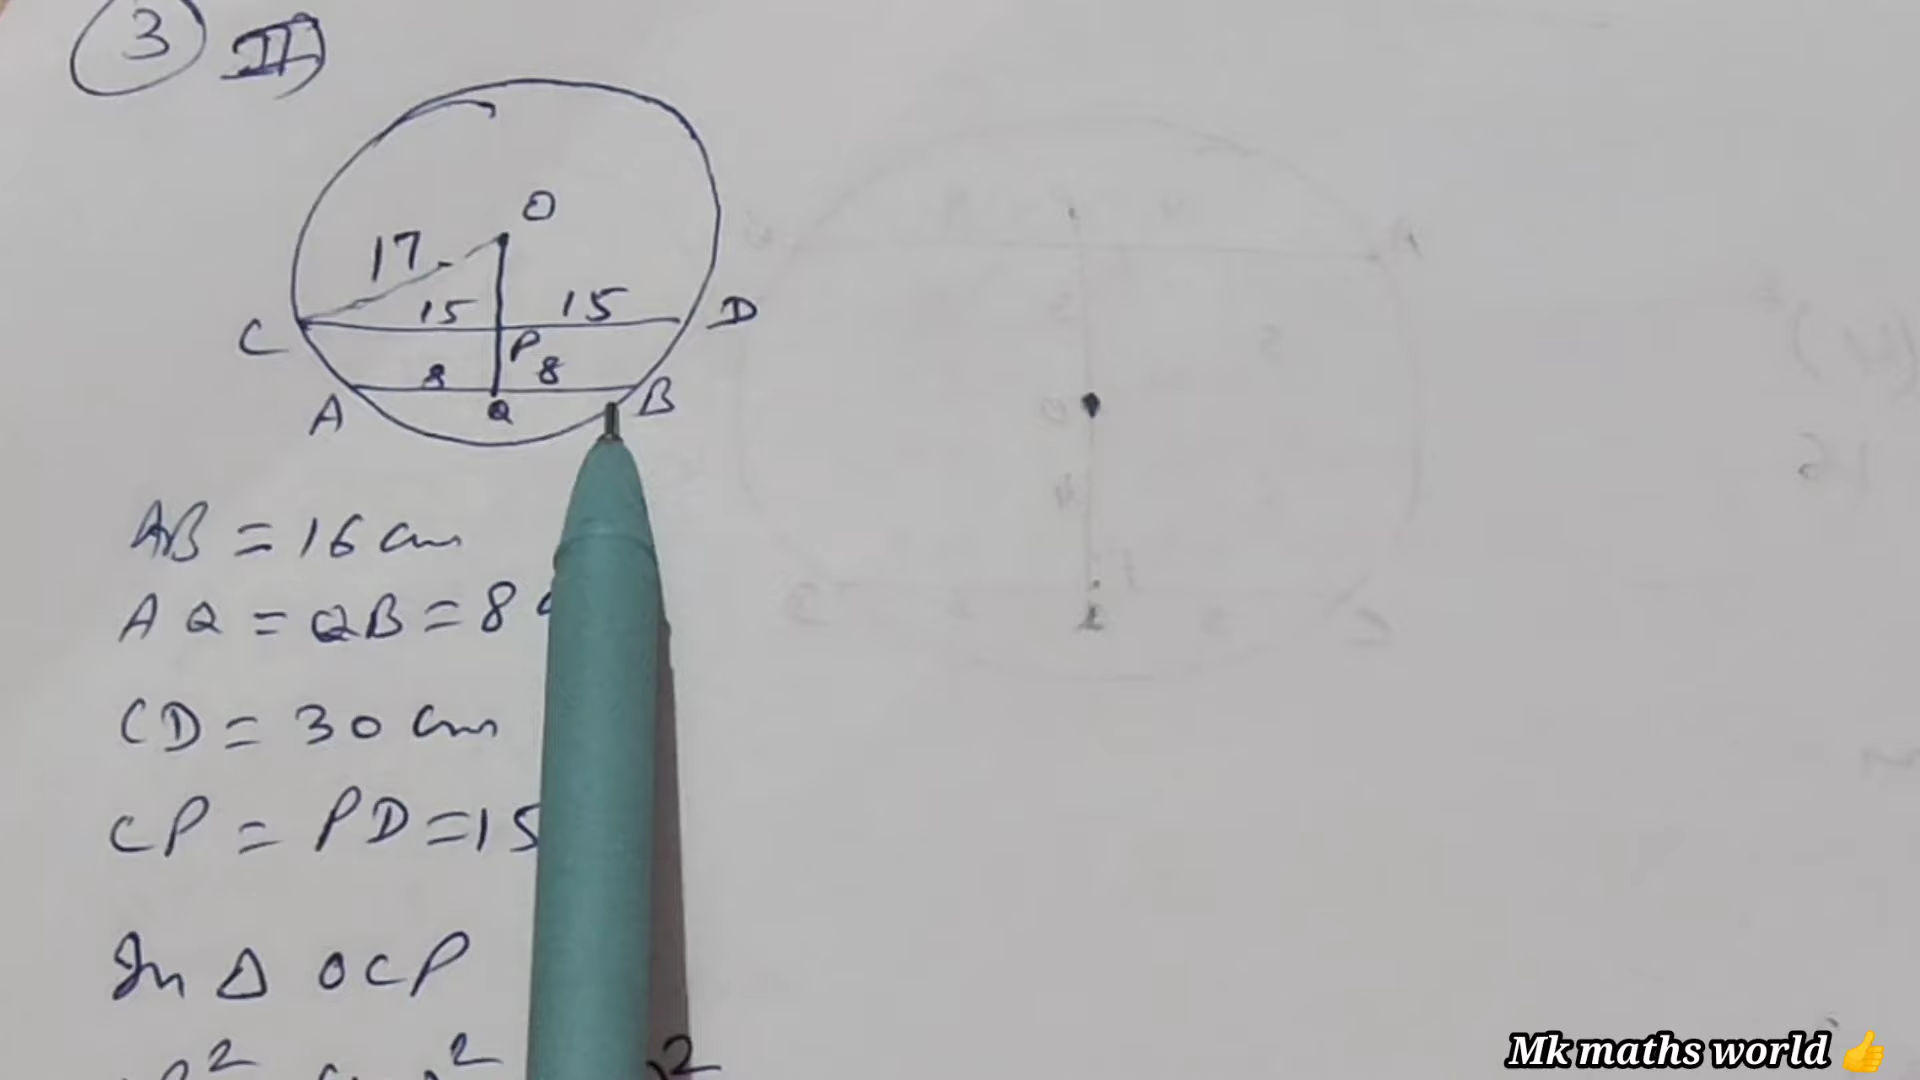 3 II)
O
17
15 15
C D
P
8 8
A Q B
AB = 16 cm
AQ = QB = 8
CD = 30 cm
CP = PD = 15
In Δ OCP
Mk maths world 👍